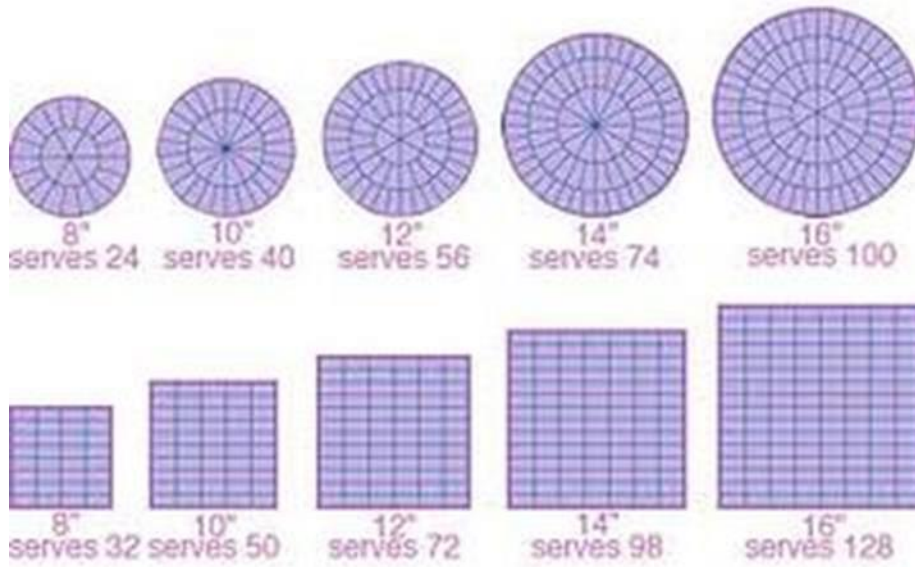 8" 10" 12" 14" 16"
serves 24 serves 40 serves 56 serves 74 serves 100
8" 10" 12" 14" 16"
serves 32 serves 50 serves 72 serves 98 serves 128